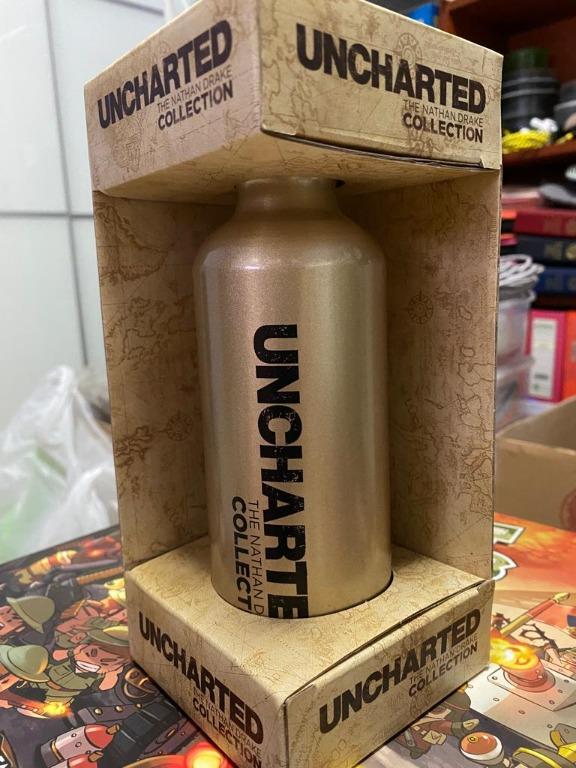 UNCHARTED
THE NATHAN DRAKE
COLLECTION
UNCHARTED
THE NATHAN DRAKE
COLLECTION
UNCHARTE
THE NATHAN D
COLLECT
UNCHARTED
THE NATHAN DRAKE
COLLECTION
UNCHARTED
THE NATHAN DRAKE
COLLECTION